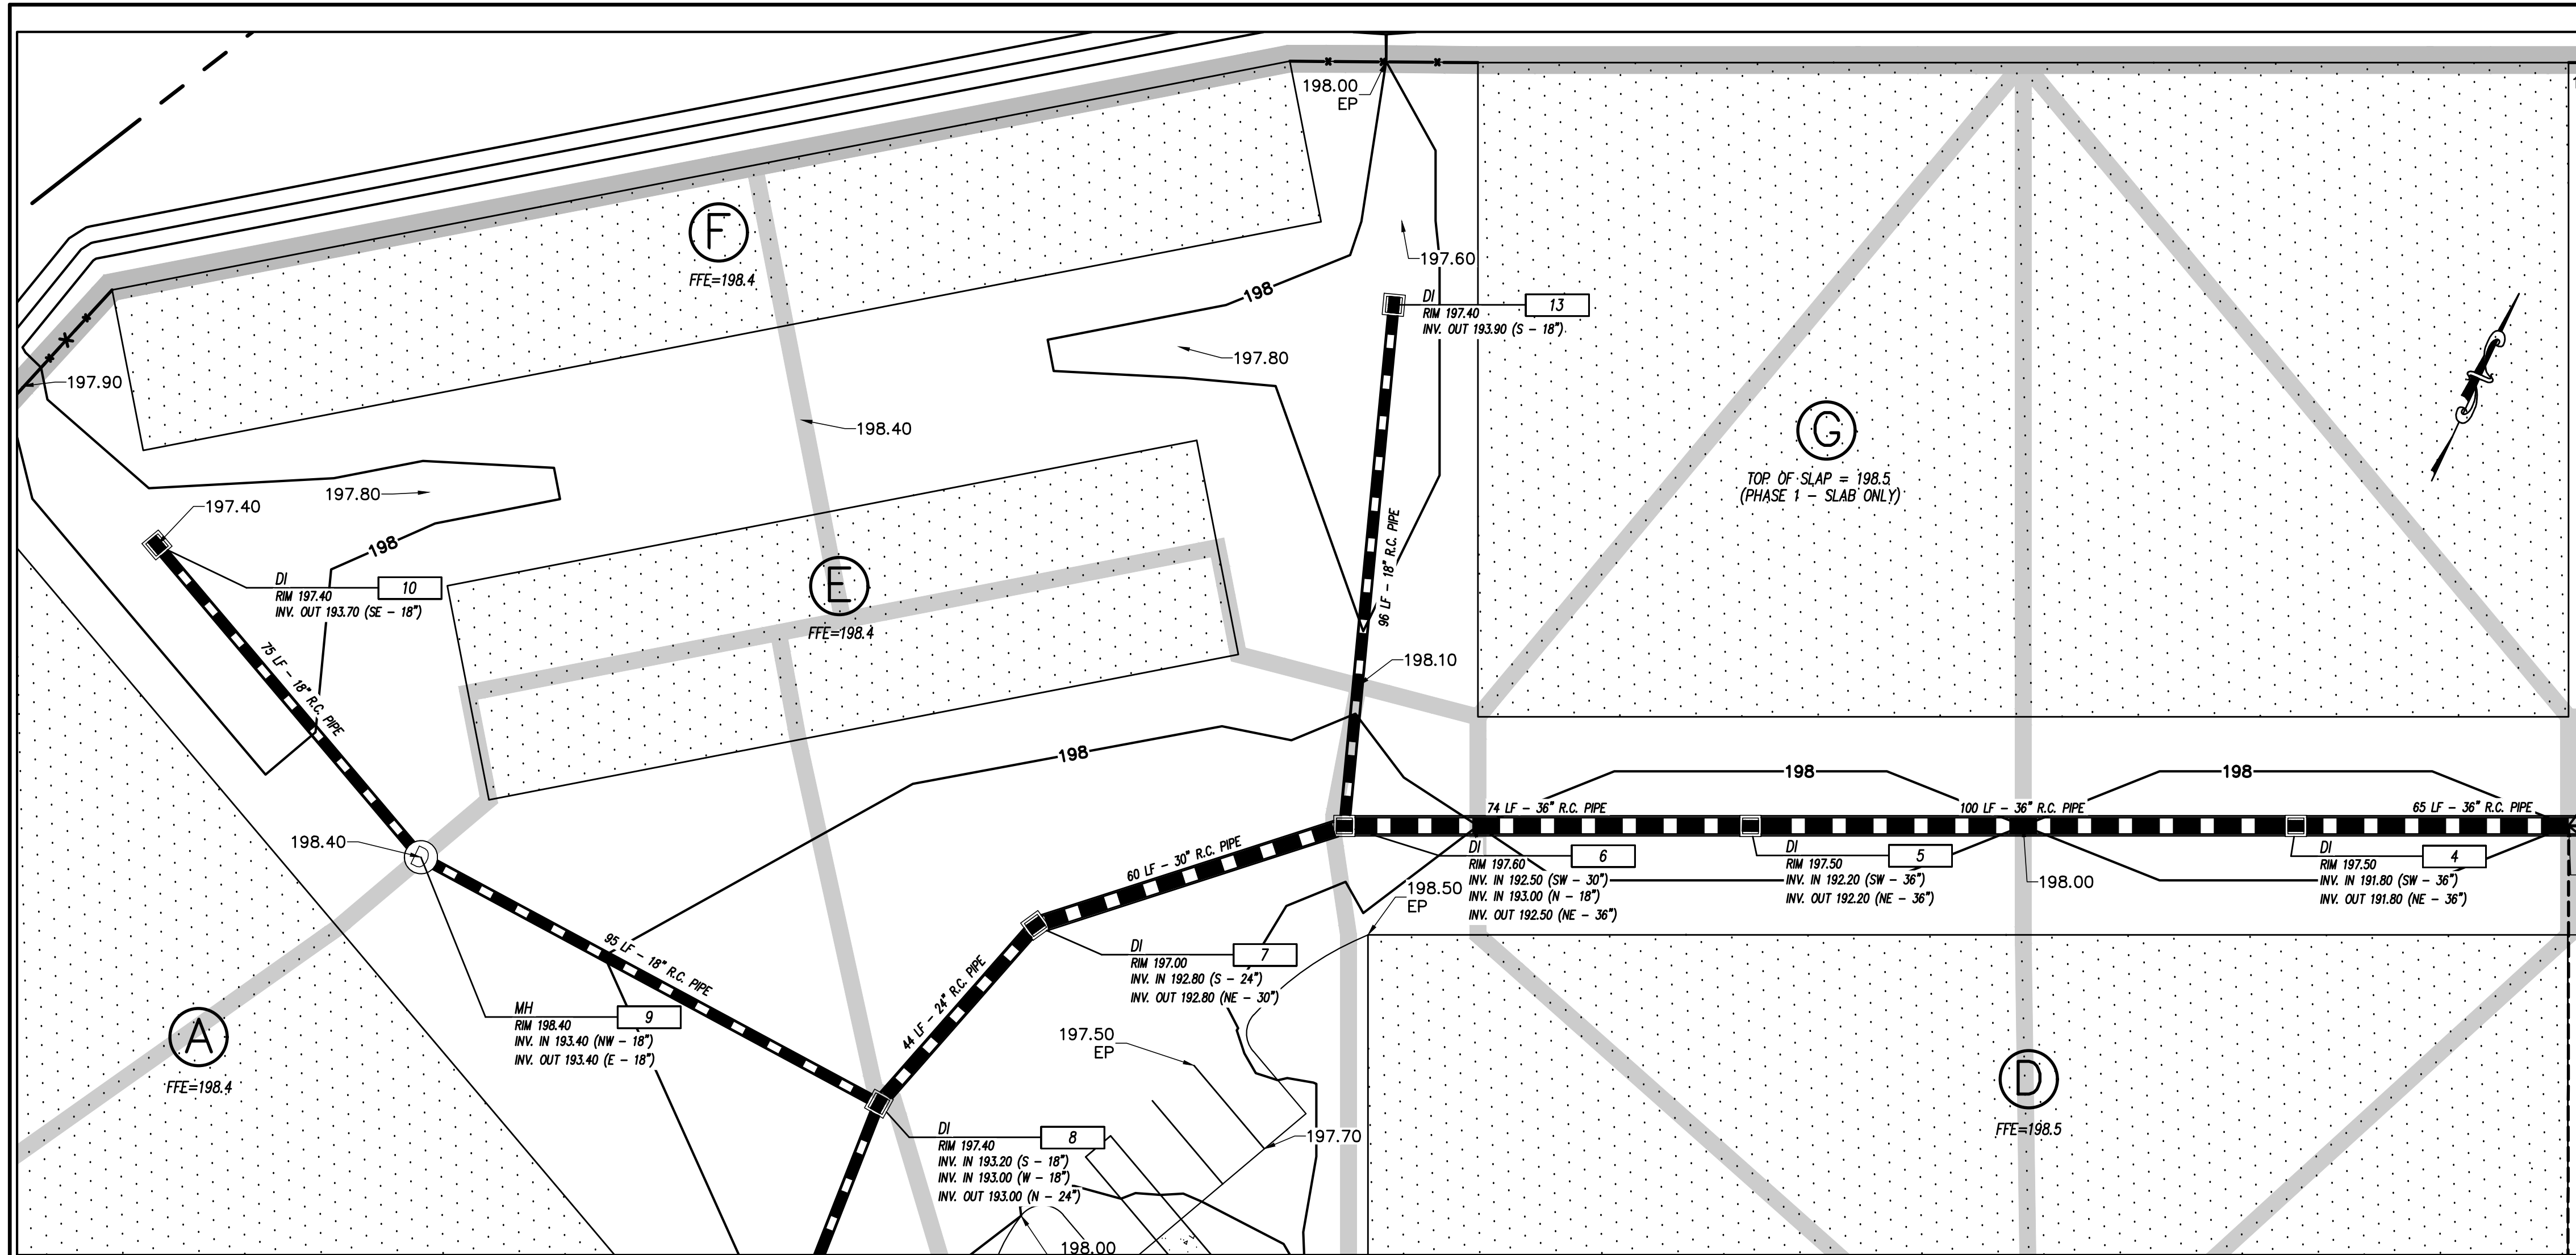 198.00
EP
F
FFE=198.4
197.60
198
DI
RIM 197.40
INV. OUT 193.90 (S - 18")
13
197.80
197.90
198.40
G
TOP OF SLAP = 198.5
(PHASE 1 - SLAB ONLY)
197.80
197.40
198
DI
RIM 197.40
INV. OUT 193.70 (SE - 18")
10
E
FFE=198.4
96 LF - 18" R.C. PIPE
75 LF - 18" R.C. PIPE
198.10
198
198
198
74 LF - 36" R.C. PIPE
100 LF - 36" R.C. PIPE
65 LF - 36" R.C. PIPE
198.40
D
60 LF - 30" R.C. PIPE
DI
RIM 197.60
INV. IN 192.50 (SW - 30")
INV. IN 193.00 (N - 18")
INV. OUT 192.50 (NE - 36")
6
DI
RIM 197.50
INV. IN 192.20 (SW - 36")
INV. OUT 192.20 (NE - 36")
5
198.00
DI
RIM 197.50
INV. IN 191.80 (SW - 36")
INV. OUT 191.80 (NE - 36")
4
198.50
EP
95 LF - 18" R.C. PIPE
44 LF - 24" R.C. PIPE
DI
RIM 197.00
INV. IN 192.80 (S - 24")
INV. OUT 192.80 (NE - 30")
7
MH
RIM 198.40
INV. IN 193.40 (NW - 18")
INV. OUT 193.40 (E - 18")
9
A
FFE=198.4
197.50
EP
D
FFE=198.5
DI
RIM 197.40
INV. IN 193.20 (S - 18")
INV. IN 193.00 (W - 18")
INV. OUT 193.00 (N - 24")
8
197.70
198.00